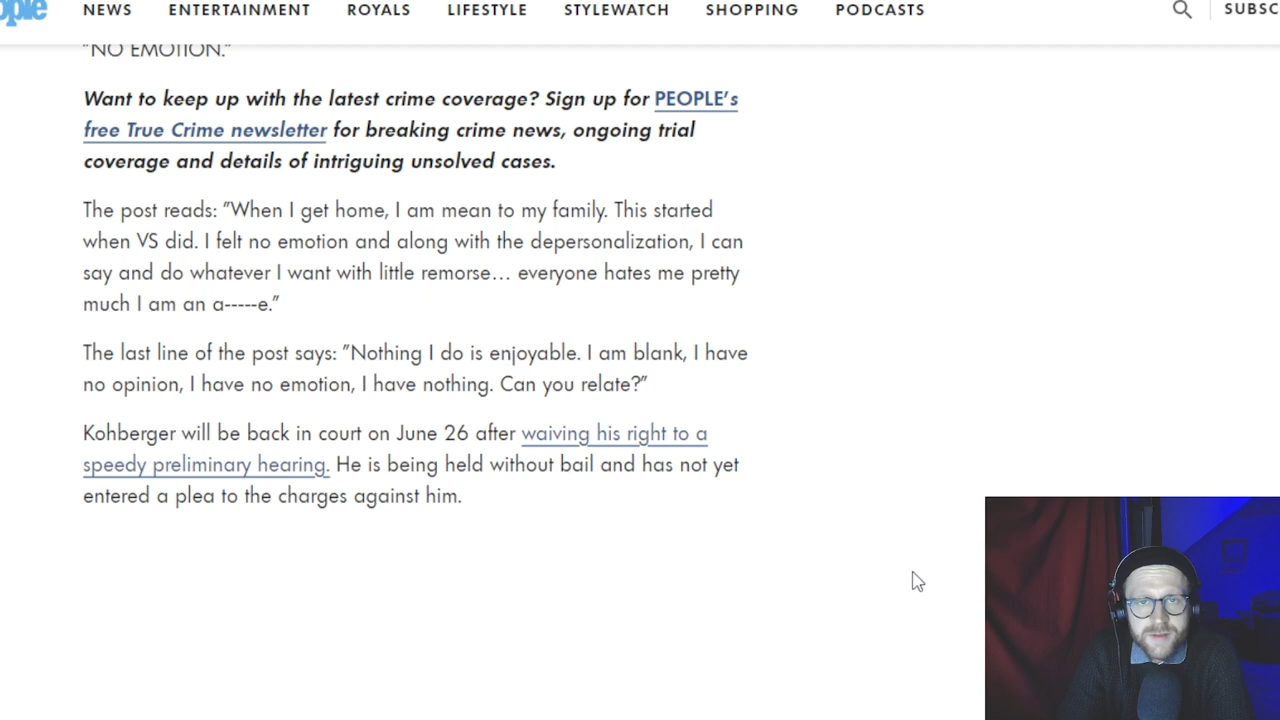 NEWS ENTERTAINMENT ROYALS LIFESTYLE STYLEWATCH SHOPPING PODCASTS
"NO EMOTION."
Want to keep up with the latest crime coverage? Sign up for PEOPLE's
free True Crime newsletter for breaking crime news, ongoing trial
coverage and details of intriguing unsolved cases.
The post reads: "When I get home, I am mean to my family. This started
when VS did. I felt no emotion and along with the depersonalization, I can
say and do whatever I want with little remorse… everyone hates me pretty
much I am an a-----e."
The last line of the post says: "Nothing I do is enjoyable. I am blank, I have
no opinion, I have no emotion, I have nothing. Can you relate?"
Kohberger will be back in court on June 26 after waiving his right to a
speedy preliminary hearing. He is being held without bail and has not yet
entered a plea to the charges against him.